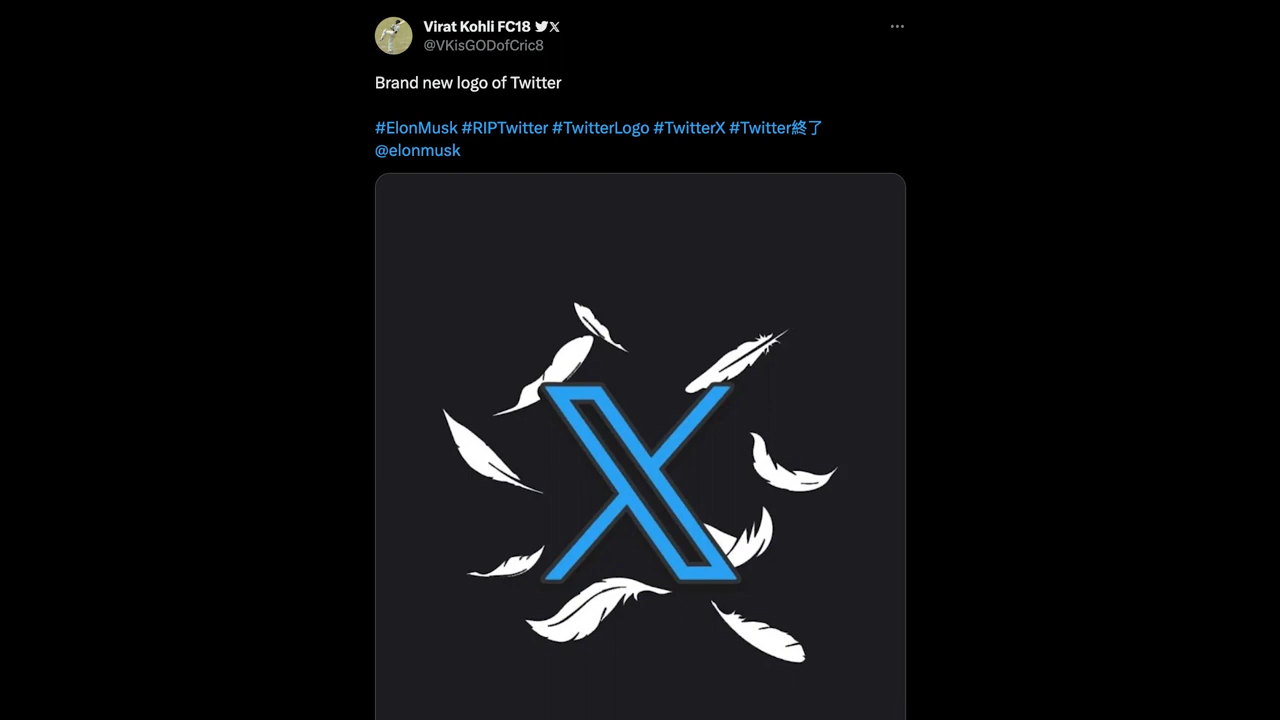 Virat Kohli FC18
@VKisGODofCric8
Brand new logo of Twitter
#ElonMusk #RIPTwitter #TwitterLogo #TwitterX #Twitter終了
@elonmusk